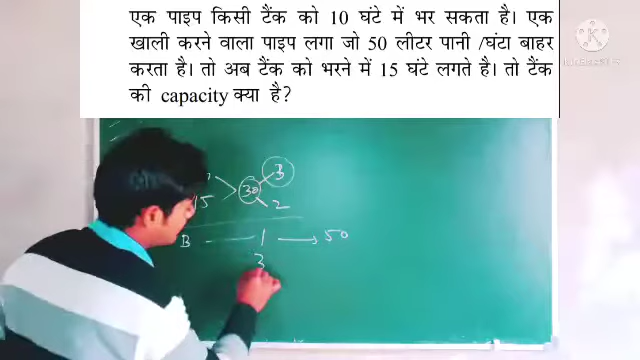 एक पाइप किसी टैंक को 10 घंटे में भर सकता है। एक
खाली करने वाला पाइप लगा जो 50 लीटर पानी /घंटा बाहर
करता है। तो अब टैंक को भरने में 15 घंटे लगते है। तो टैंक
की capacity क्या है?
3
15 30
2
B 1 → 50
3